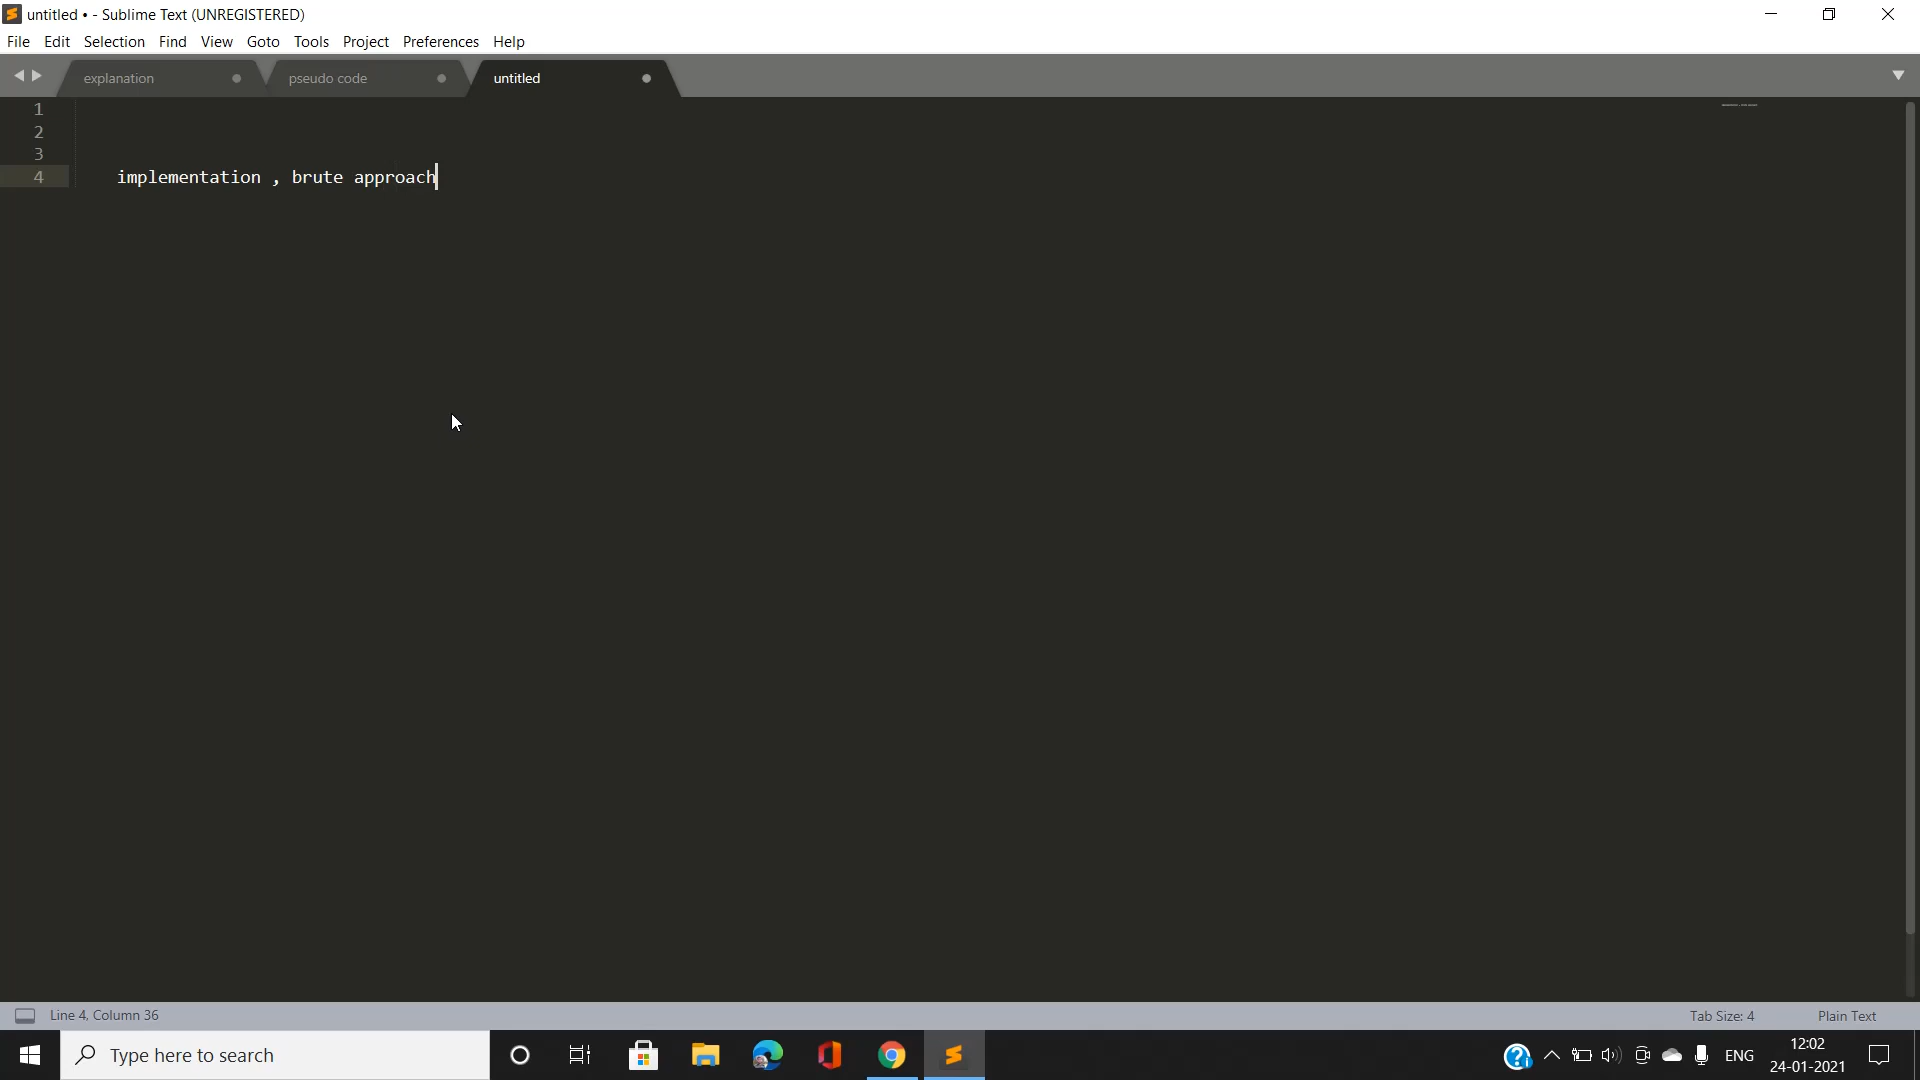 untitled • - Sublime Text (UNREGISTERED)
File Edit Selection Find View Goto Tools Project Preferences Help
explanation pseudo code untitled
1
2
3
4 implementation , brute approach
Line 4, Column 36 Tab Size: 4 Plain Text
Type here to search ENG 12:02
24-01-2021